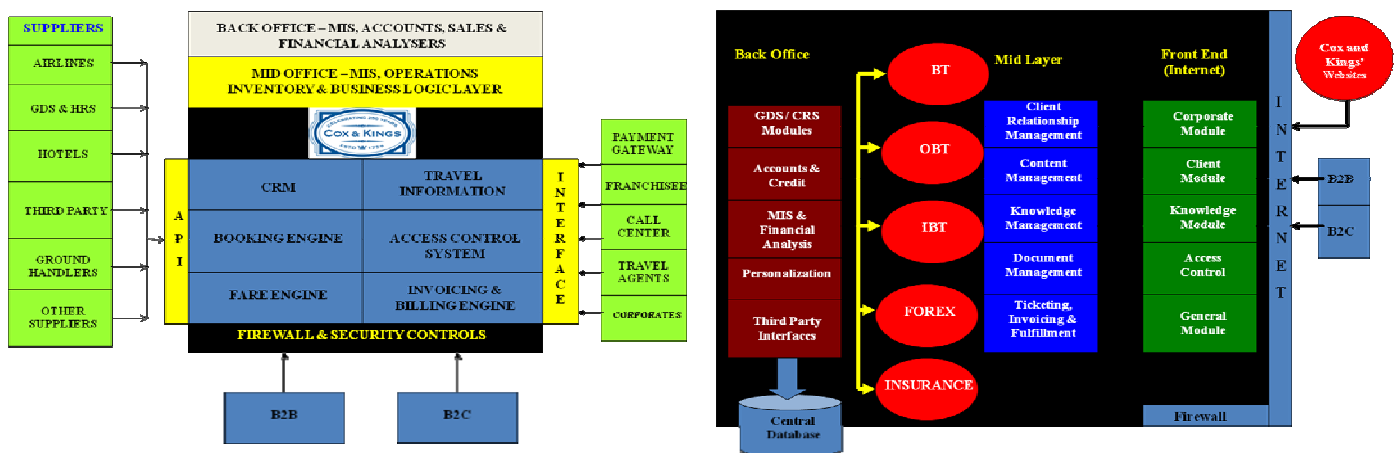 SUPPLIERS
AIRLINES
GDS & HRS
HOTELS
THIRD PARTY
GROUND
HANDLERS
OTHER
SUPPLIERS
BACK OFFICE – MIS, ACCOUNTS, SALES &
FINANCIAL ANALYSERS
MID OFFICE – MIS, OPERATIONS
INVENTORY & BUSINESS LOGIC LAYER
COX & KINGS
A
P
I
CRM
TRAVEL
INFORMATION
BOOKING ENGINE
ACCESS CONTROL
SYSTEM
FARE ENGINE
INVOICING &
BILLING ENGINE
I
N
T
E
R
F
A
C
E
FIREWALL & SECURITY CONTROLS
B2B
B2C
PAYMENT
GATEWAY
FRANCHISEE
CALL
CENTER
TRAVEL
AGENTS
CORPORATES
Back Office
GDS / CRS
Modules
Accounts &
Credit
MIS &
Financial
Analysis
Personalization
Third Party
Interfaces
Central
Database
BT
OBT
IBT
FOREX
INSURANCE
Mid Layer
Client
Relationship
Management
Content
Management
Knowledge
Management
Document
Management
Ticketing,
Invoicing &
Fulfillment
Front End
(Internet)
Corporate
Module
Client
Module
Knowledge
Module
Access
Control
General
Module
Firewall
I
N
T
E
R
N
E
T
Cox and
Kings'
Websites
B2B
B2C